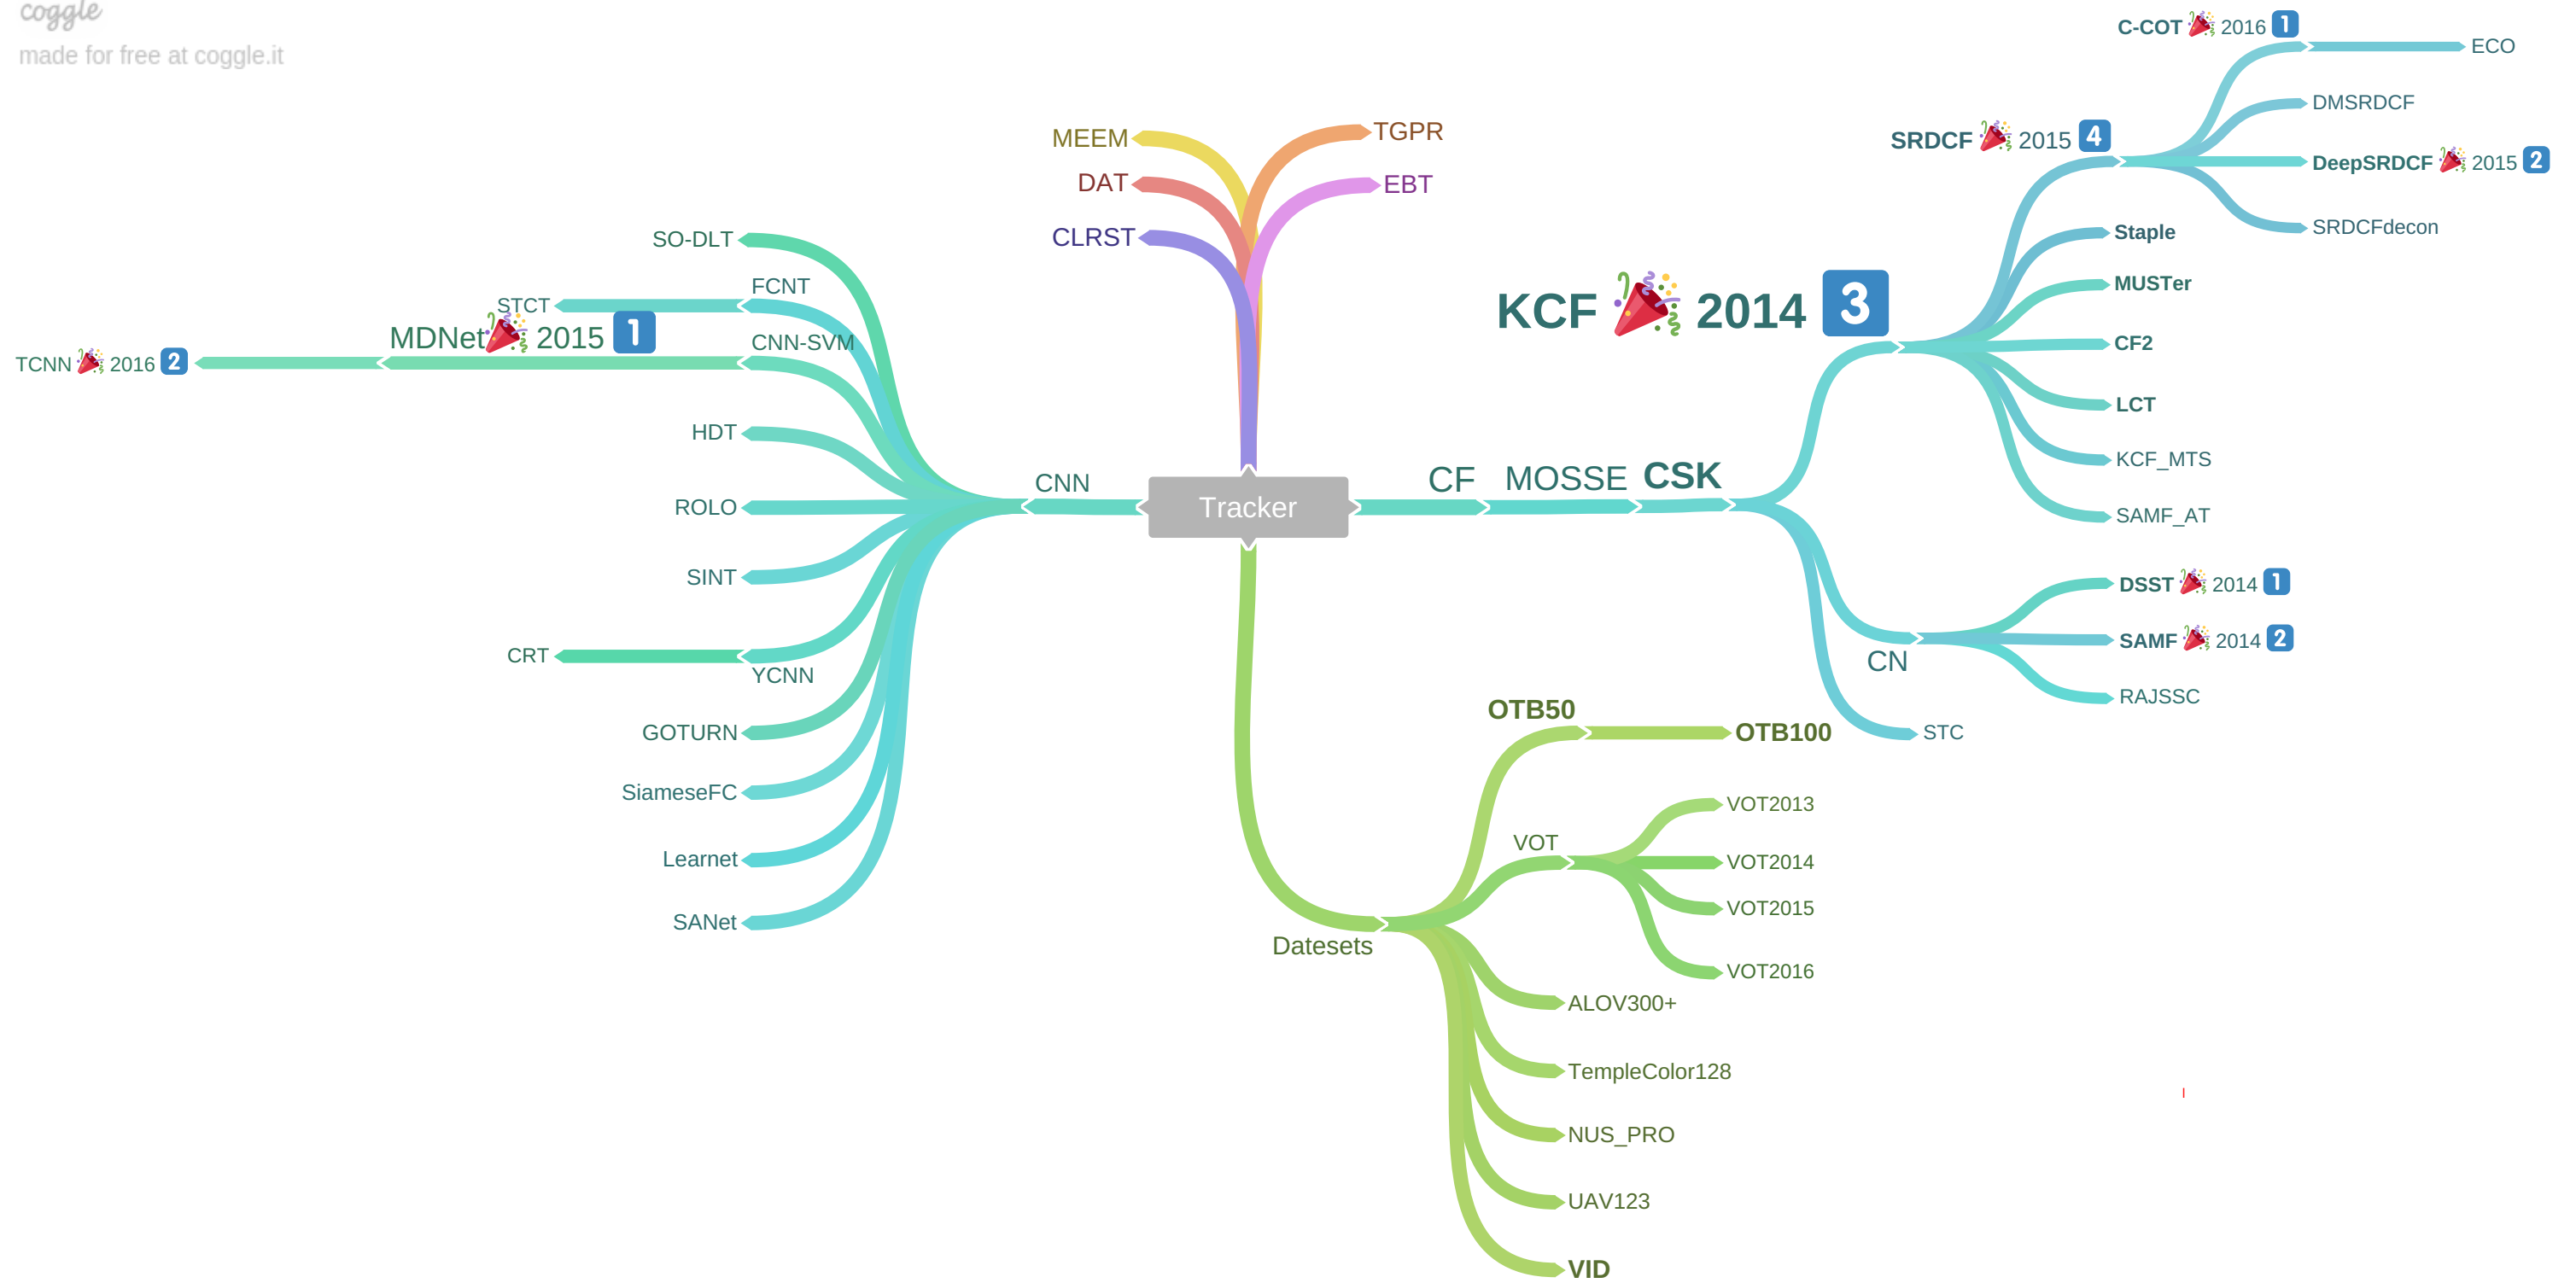 coggle
made for free at coggle.it
C-COT 🎉 2016 1️⃣
ECO
DMSRDCF
SRDCF 🎉 2015 4️⃣
DeepSRDCF 🎉 2015 2️⃣
SRDCFdecon
Staple
MUSTer
KCF 🎉 2014 3️⃣
CF2
LCT
KCF_MTS
SAMF_AT
MEEM
DAT
CLRST
TGPR
EBT
SO-DLT
FCNT
STCT
MDNet🎉 2015 1️⃣
CNN-SVM
TCNN 🎉 2016 2️⃣
HDT
ROLO
SINT
CRT
YCNN
GOTURN
SiameseFC
Learnet
SANet
CNN
Tracker
CF
MOSSE
CSK
DSST 🎉 2014 1️⃣
SAMF 🎉 2014 2️⃣
CN
RAJSSC
STC
OTB50
OTB100
VOT
VOT2013
VOT2014
VOT2015
VOT2016
Datesets
ALOV300+
TempleColor128
NUS_PRO
UAV123
VID